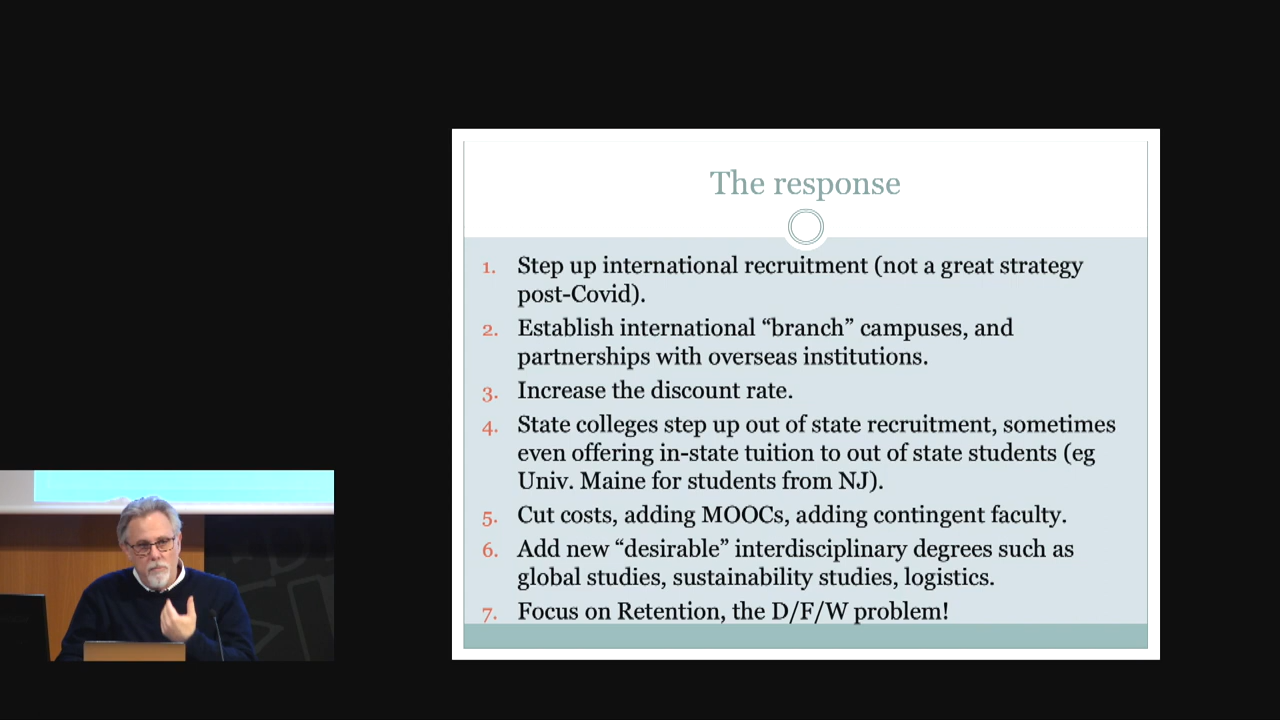 The response
1. Step up international recruitment (not a great strategy
post-Covid).
2. Establish international “branch” campuses, and
partnerships with overseas institutions.
3. Increase the discount rate.
4. State colleges step up out of state recruitment, sometimes
even offering in-state tuition to out of state students (eg
Univ. Maine for students from NJ).
5. Cut costs, adding MOOCs, adding contingent faculty.
6. Add new “desirable” interdisciplinary degrees such as
global studies, sustainability studies, logistics.
7. Focus on Retention, the D/F/W problem!